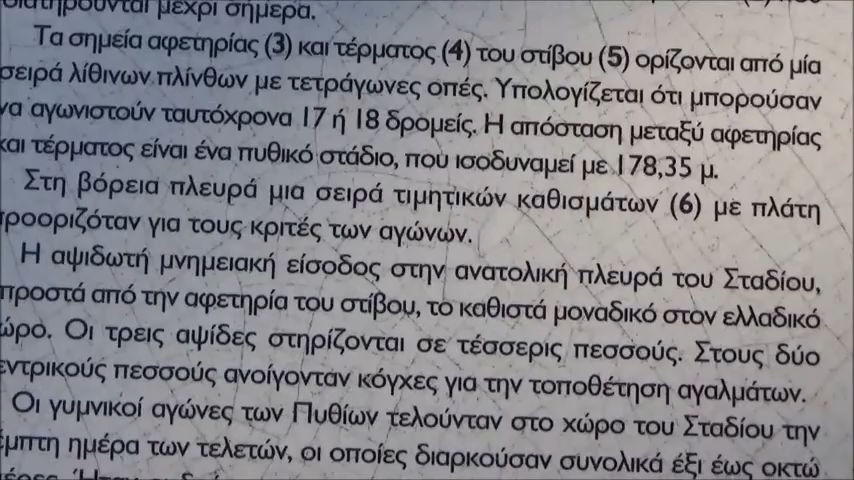 διατηρούνται μέχρι σήμερα.
Τα σημεία αφετηρίας (3) και τέρματος (4) του στίβου (5) ορίζονται από μία
σειρά λίθινων πλίνθων με τετράγωνες οπές. Υπολογίζεται ότι μπορούσαν
να αγωνιστούν ταυτόχρονα 17 ή 18 δρομείς. Η απόσταση μεταξύ αφετηρίας
και τέρματος είναι ένα πυθικό στάδιο, που ισοδυναμεί με 178,35 μ.
Στη βόρεια πλευρά μια σειρά τιμητικών καθισμάτων (6) με πλάτη
προοριζόταν για τους κριτές των αγώνων.
Η αψιδωτή μνημειακή είσοδος στην ανατολική πλευρά του Σταδίου,
μπροστά από την αφετηρία του στίβου, το καθιστά μοναδικό στον ελλαδικό
χώρο. Οι τρεις αψίδες στηρίζονται σε τέσσερις πεσσούς. Στους δύο
κεντρικούς πεσσούς ανοίγονταν κόγχες για την τοποθέτηση αγαλμάτων.
Οι γυμνικοί αγώνες των Πυθίων τελούνταν στο χώρο του Σταδίου την
πέμπτη ημέρα των τελετών, οι οποίες διαρκούσαν συνολικά έξι έως οκτώ